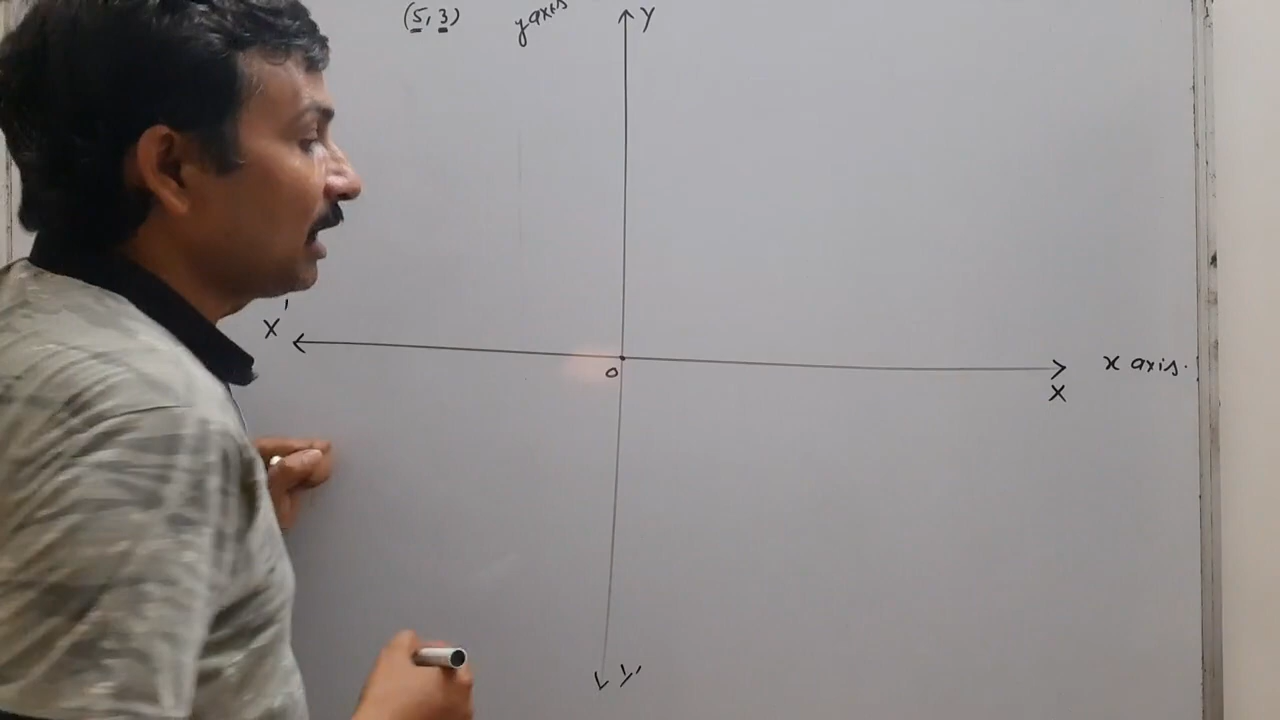 (5, 3)
y axis
Y
X'
O
x axis.
X
Y'